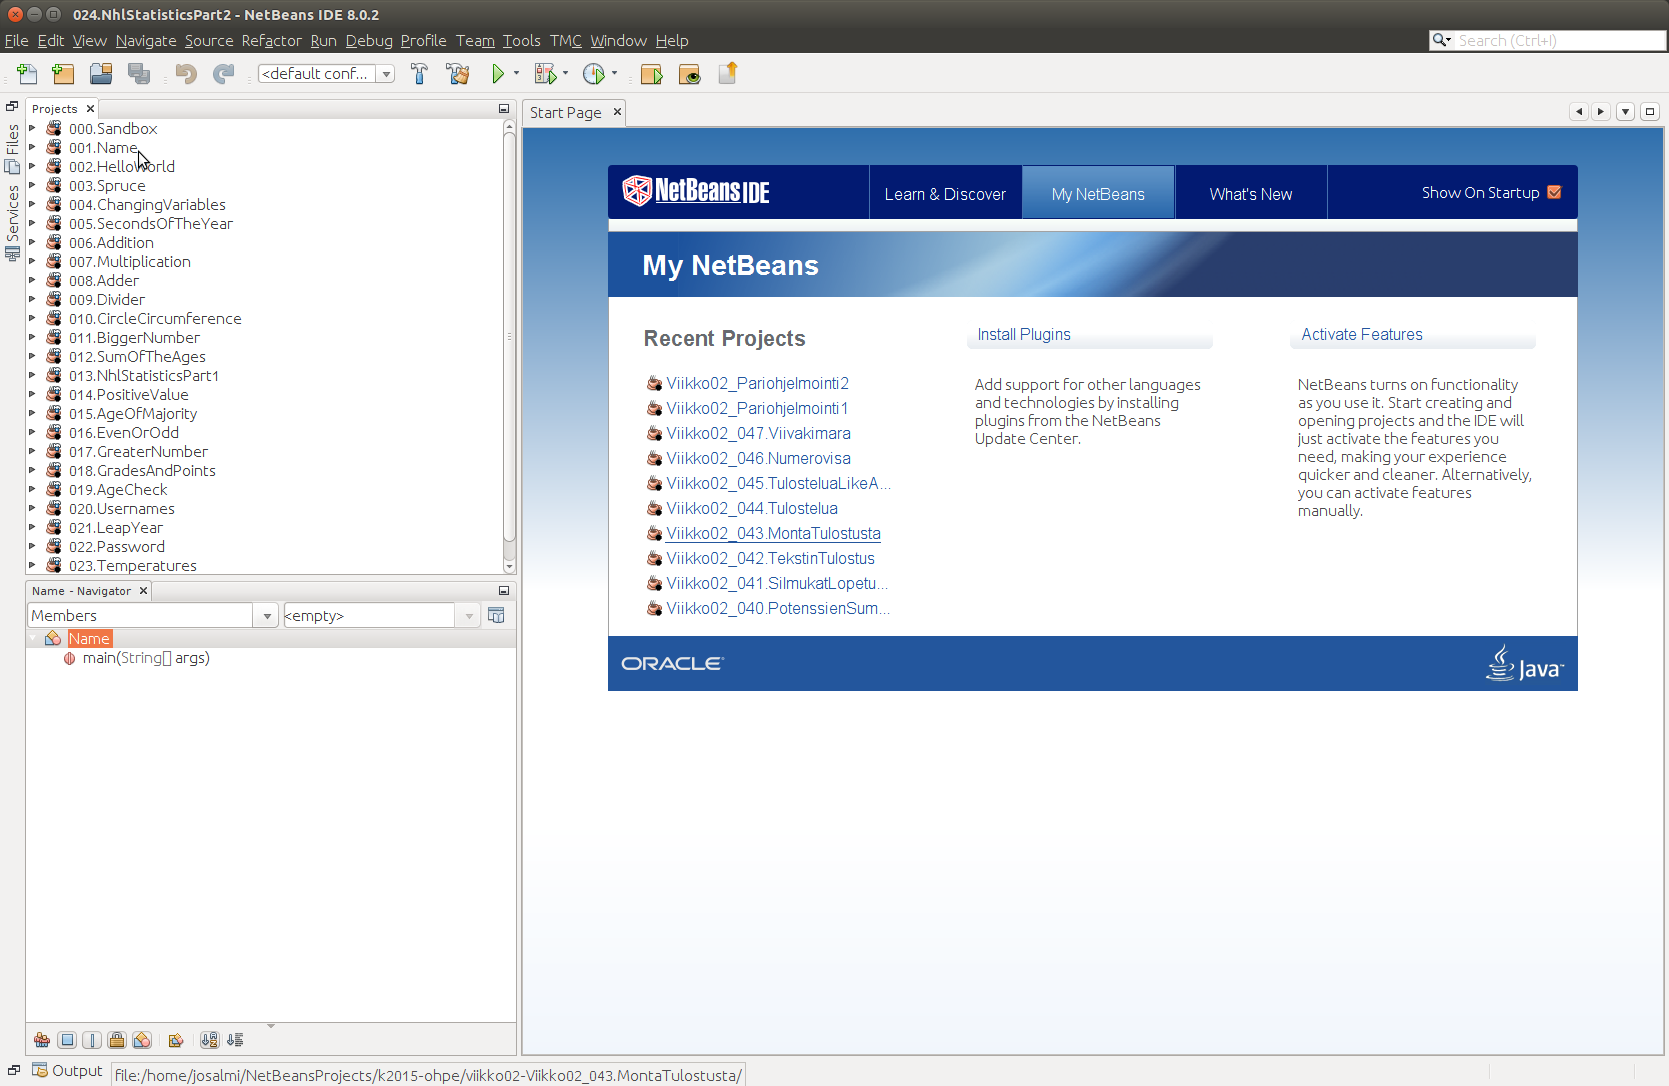 024.NhlStatisticsPart2 - NetBeans IDE 8.0.2
File Edit View Navigate Source Refactor Run Debug Profile Team Tools TMC Window Help
Search (Ctrl+I)
<default conf...
Files
Services
Projects
000.Sandbox
001.Name
002.HelloWorld
003.Spruce
004.ChangingVariables
005.SecondsOfTheYear
006.Addition
007.Multiplication
008.Adder
009.Divider
010.CircleCircumference
011.BiggerNumber
012.SumOfTheAges
013.NhlStatisticsPart1
014.PositiveValue
015.AgeOfMajority
016.EvenOrOdd
017.GreaterNumber
018.GradesAndPoints
019.AgeCheck
020.Usernames
021.LeapYear
022.Password
023.Temperatures
Name - Navigator
Members
<empty>
Name
main(String[] args)
Start Page
NetBeans IDE
Learn & Discover
My NetBeans
What's New
Show On Startup
My NetBeans
Recent Projects
Viikko02_Pariohjelmointi2
Viikko02_Pariohjelmointi1
Viikko02_047.Viivakimara
Viikko02_046.Numerovisa
Viikko02_045.TulosteluaLikeA...
Viikko02_044.Tulostelua
Viikko02_043.MontaTulostusta
Viikko02_042.TekstinTulostus
Viikko02_041.SilmukatLopetu...
Viikko02_040.PotenssienSum...
Install Plugins
Add support for other languages
and technologies by installing
plugins from the NetBeans
Update Center.
Activate Features
NetBeans turns on functionality
as you use it. Start creating and
opening projects and the IDE will
just activate the features you
need, making your experience
quicker and cleaner. Alternatively,
you can activate features
manually.
ORACLE
Java
Output
file:/home/josalmi/NetBeansProjects/k2015-ohpe/viikko02-Viikko02_043.MontaTulostusta/